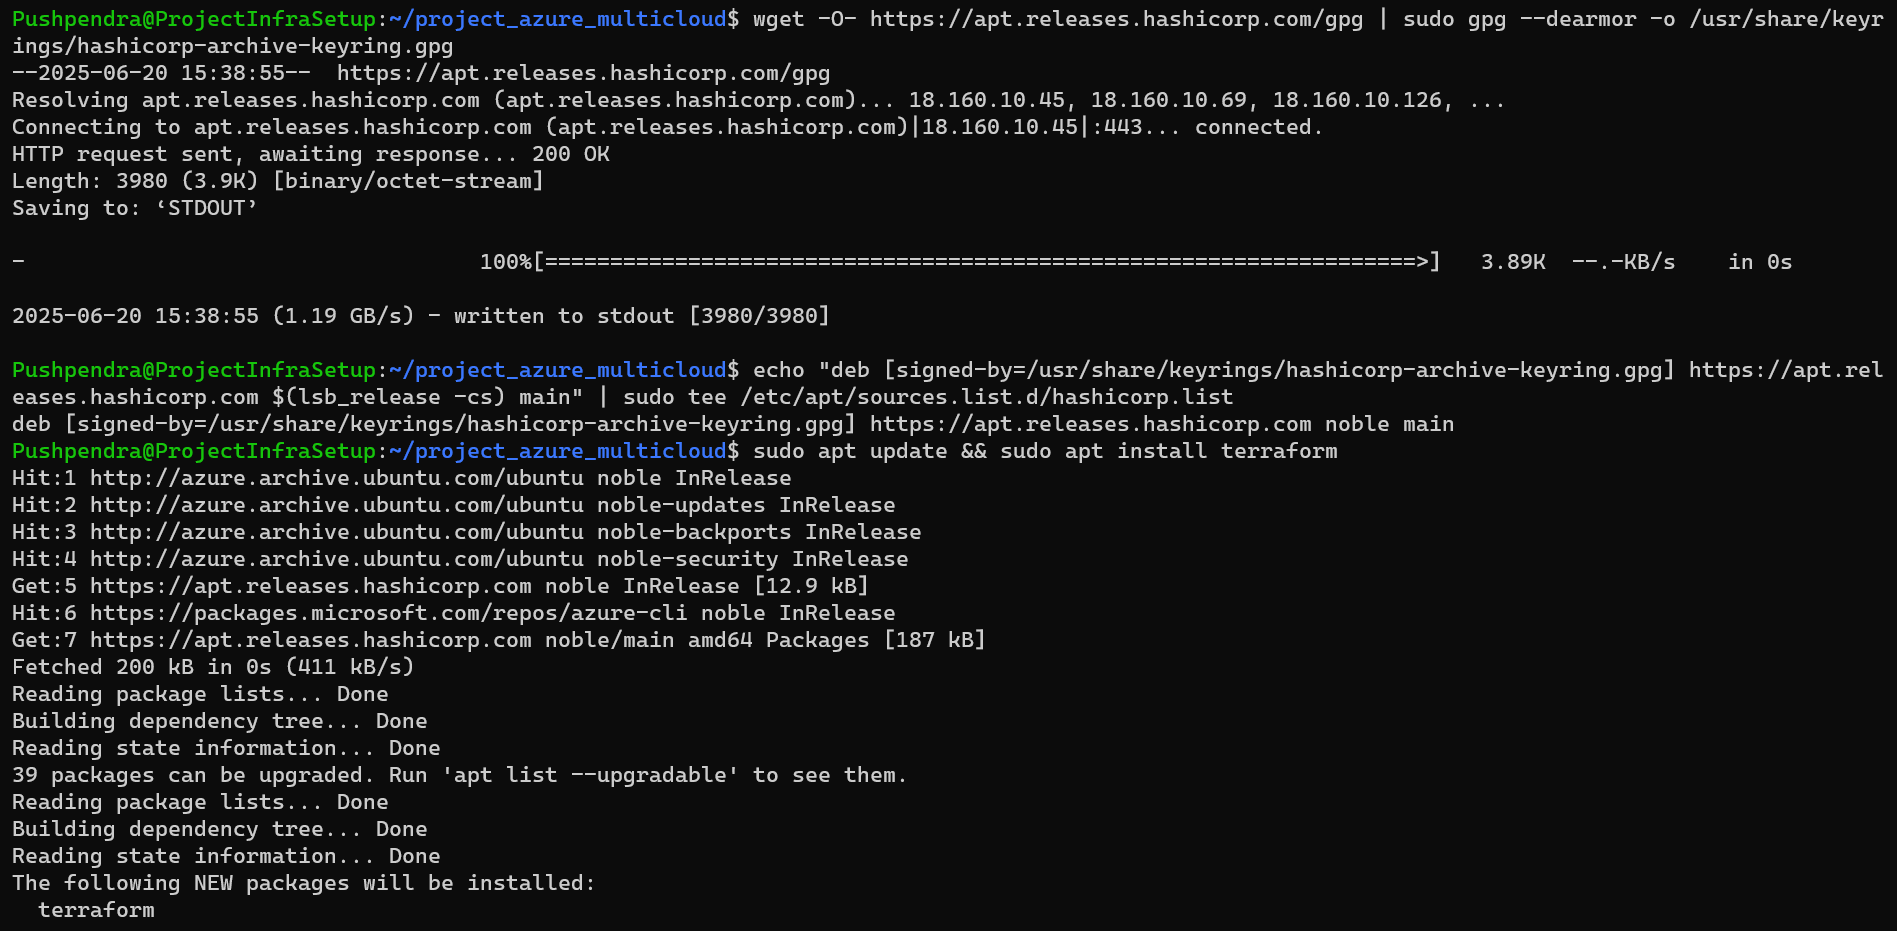 Pushpendra@ProjectInfraSetup:~/project_azure_multicloud$ wget -O- https://apt.releases.hashicorp.com/gpg | sudo gpg --dearmor -o /usr/share/keyr
ings/hashicorp-archive-keyring.gpg
--2025-06-20 15:38:55--  https://apt.releases.hashicorp.com/gpg
Resolving apt.releases.hashicorp.com (apt.releases.hashicorp.com)... 18.160.10.45, 18.160.10.69, 18.160.10.126, ...
Connecting to apt.releases.hashicorp.com (apt.releases.hashicorp.com)|18.160.10.45|:443... connected.
HTTP request sent, awaiting response... 200 OK
Length: 3980 (3.9K) [binary/octet-stream]
Saving to: ‘STDOUT’
-                                   100%[===================================================================>]   3.89K  --.-KB/s    in 0s
2025-06-20 15:38:55 (1.19 GB/s) - written to stdout [3980/3980]
Pushpendra@ProjectInfraSetup:~/project_azure_multicloud$ echo "deb [signed-by=/usr/share/keyrings/hashicorp-archive-keyring.gpg] https://apt.rel
eases.hashicorp.com $(lsb_release -cs) main" | sudo tee /etc/apt/sources.list.d/hashicorp.list
deb [signed-by=/usr/share/keyrings/hashicorp-archive-keyring.gpg] https://apt.releases.hashicorp.com noble main
Pushpendra@ProjectInfraSetup:~/project_azure_multicloud$ sudo apt update && sudo apt install terraform
Hit:1 http://azure.archive.ubuntu.com/ubuntu noble InRelease
Hit:2 http://azure.archive.ubuntu.com/ubuntu noble-updates InRelease
Hit:3 http://azure.archive.ubuntu.com/ubuntu noble-backports InRelease
Hit:4 http://azure.archive.ubuntu.com/ubuntu noble-security InRelease
Get:5 https://apt.releases.hashicorp.com noble InRelease [12.9 kB]
Hit:6 https://packages.microsoft.com/repos/azure-cli noble InRelease
Get:7 https://apt.releases.hashicorp.com noble/main amd64 Packages [187 kB]
Fetched 200 kB in 0s (411 kB/s)
Reading package lists... Done
Building dependency tree... Done
Reading state information... Done
39 packages can be upgraded. Run 'apt list --upgradable' to see them.
Reading package lists... Done
Building dependency tree... Done
Reading state information... Done
The following NEW packages will be installed:
  terraform